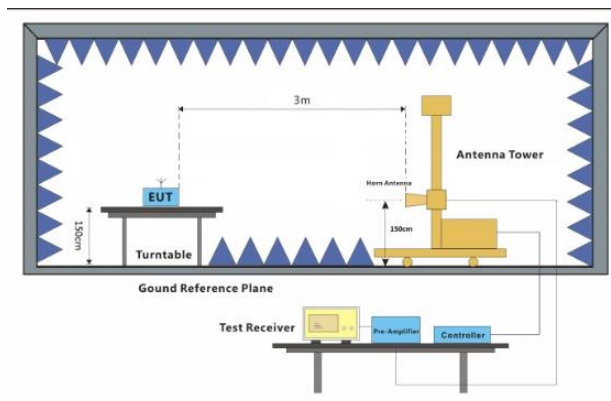 3m
Antenna Tower
Horn Antenna
EUT
150cm
150cm
Turntable
Gound Reference Plane
Test Receiver
Pre-Amplifier
Controller